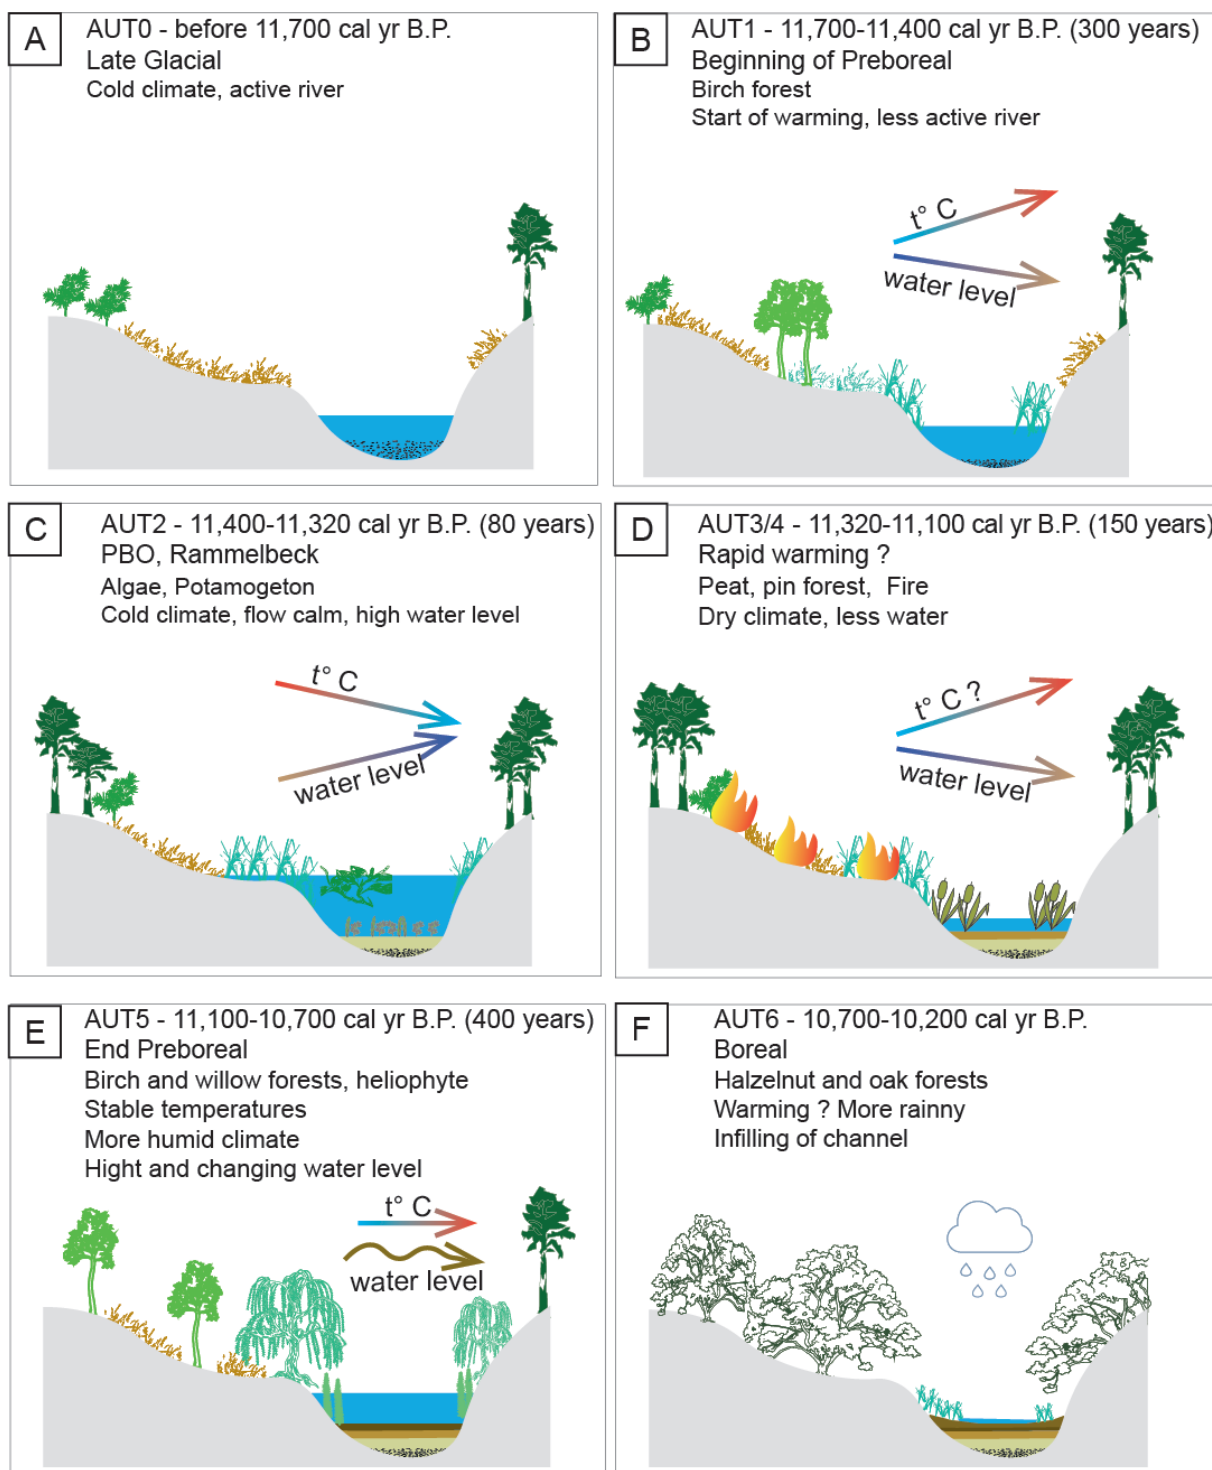 A
AUT0 - before 11,700 cal yr B.P.
Late Glacial
Cold climate, active river
B
AUT1 - 11,700-11,400 cal yr B.P. (300 years)
Beginning of Preboreal
Birch forest
Start of warming, less active river
t° C
water level
C
AUT2 - 11,400-11,320 cal yr B.P. (80 years)
PBO, Rammelbeck
Algae, Potamogeton
Cold climate, flow calm, high water level
t° C
water level
D
AUT3/4 - 11,320-11,100 cal yr B.P. (150 years)
Rapid warming ?
Peat, pin forest, Fire
Dry climate, less water
t° C ?
water level
E
AUT5 - 11,100-10,700 cal yr B.P. (400 years)
End Preboreal
Birch and willow forests, heliophyte
Stable temperatures
More humid climate
Hight and changing water level
t° C
water level
F
AUT6 - 10,700-10,200 cal yr B.P.
Boreal
Halzelnut and oak forests
Warming ? More rainny
Infilling of channel